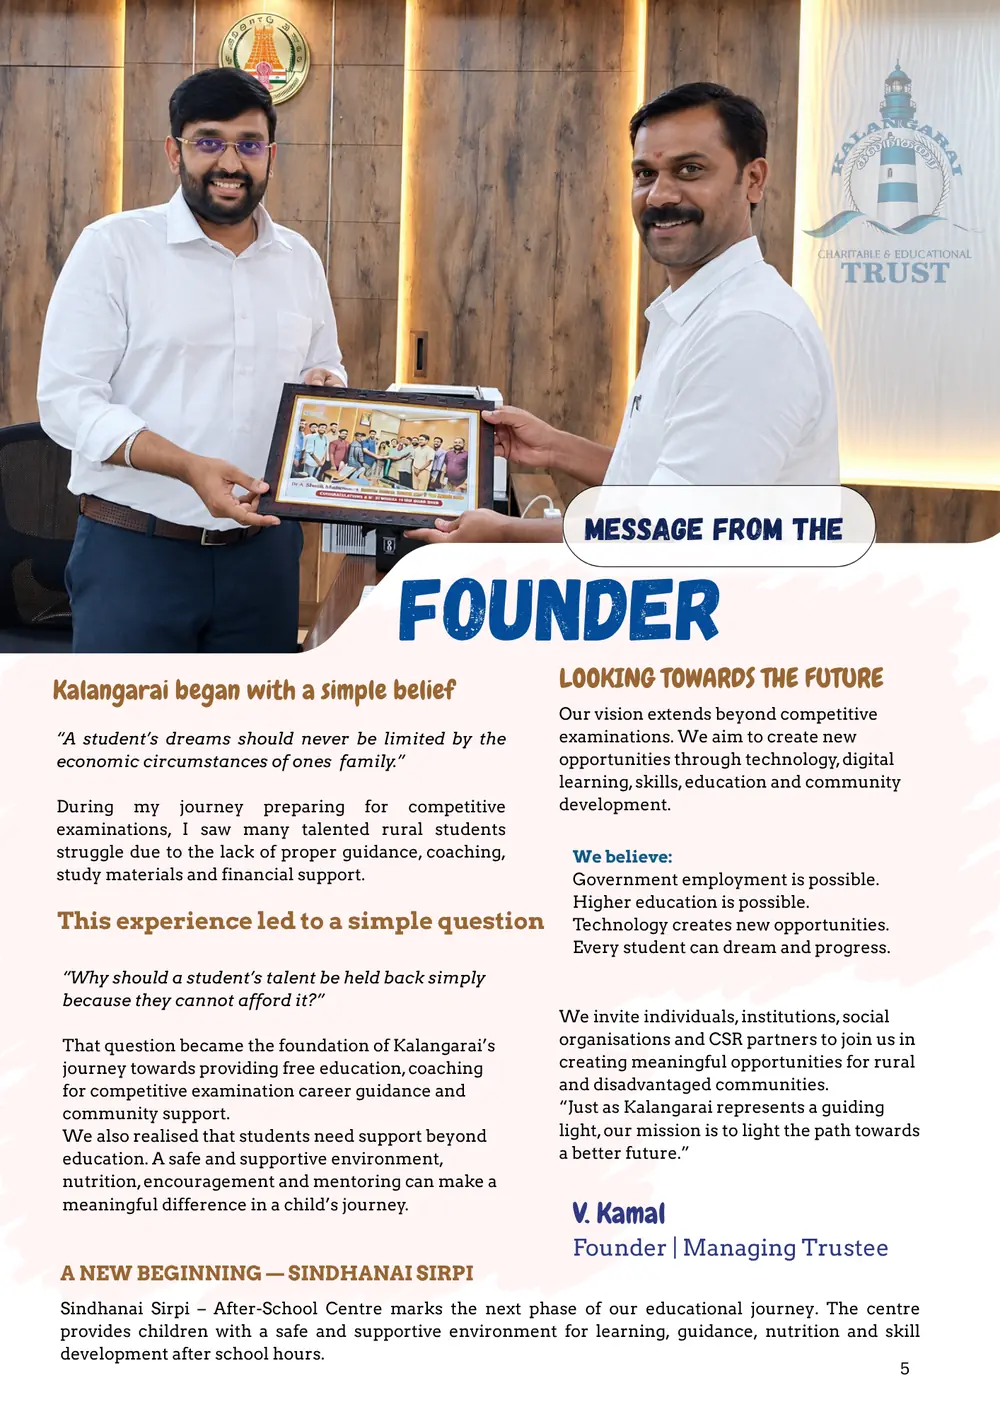 KALANGARAI
CHARITABLE & EDUCATIONAL
TRUST
MESSAGE FROM THE
FOUNDER
Kalangarai began with a simple belief
“A student’s dreams should never be limited by the
economic circumstances of ones family.”
During my journey preparing for competitive
examinations, I saw many talented rural students
struggle due to the lack of proper guidance, coaching,
study materials and financial support.
This experience led to a simple question
“Why should a student’s talent be held back simply
because they cannot afford it?”
That question became the foundation of Kalangarai’s
journey towards providing free education, coaching
for competitive examination career guidance and
community support.
We also realised that students need support beyond
education. A safe and supportive environment,
nutrition, encouragement and mentoring can make a
meaningful difference in a child’s journey.
LOOKING TOWARDS THE FUTURE
Our vision extends beyond competitive
examinations. We aim to create new
opportunities through technology, digital
learning, skills, education and community
development.
We believe:
Government employment is possible.
Higher education is possible.
Technology creates new opportunities.
Every student can dream and progress.
We invite individuals, institutions, social
organisations and CSR partners to join us in
creating meaningful opportunities for rural
and disadvantaged communities.
“Just as Kalangarai represents a guiding
light, our mission is to light the path towards
a better future.”
V. Kamal
Founder | Managing Trustee
A NEW BEGINNING — SINDHANAI SIRPI
Sindhanai Sirpi – After-School Centre marks the next phase of our educational journey. The centre
provides children with a safe and supportive environment for learning, guidance, nutrition and skill
development after school hours.
5